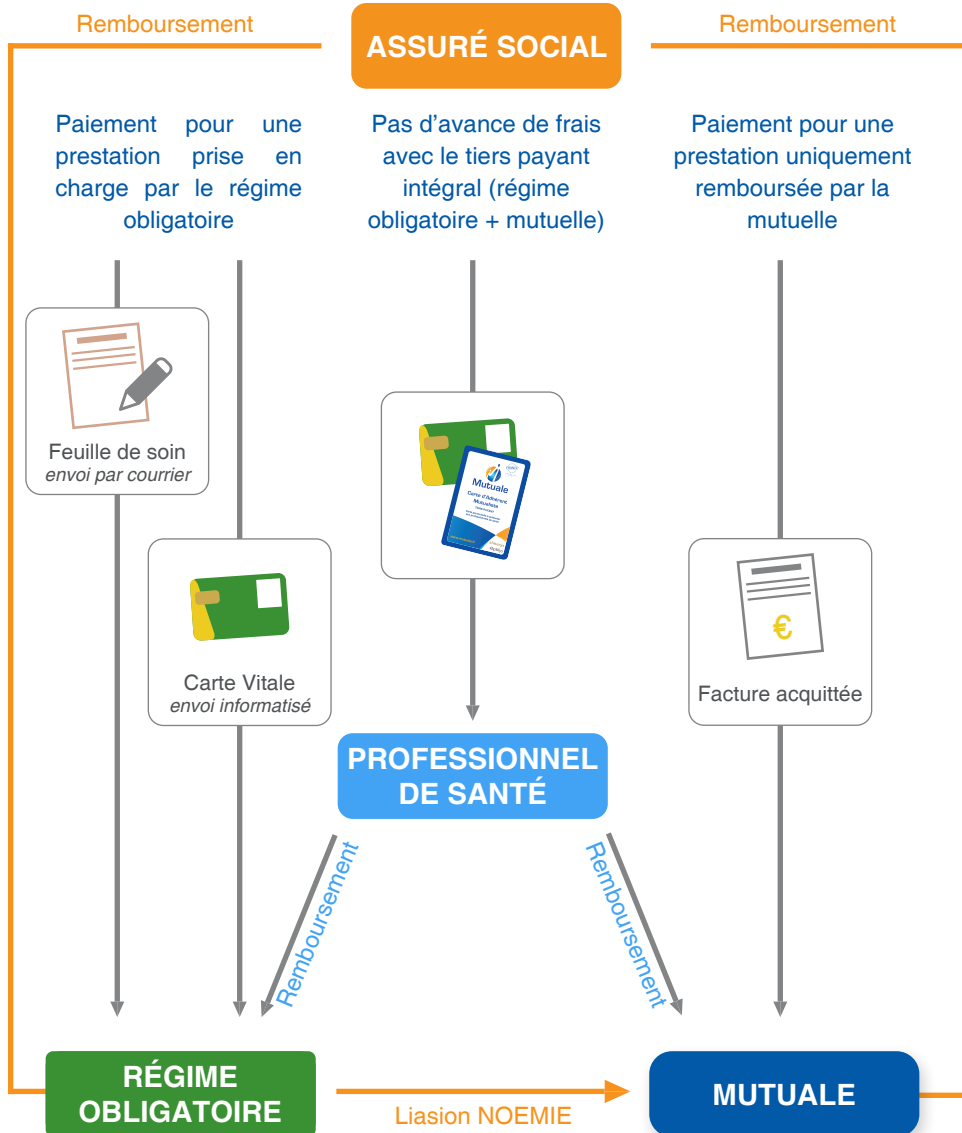 Remboursement
ASSURÉ SOCIAL
Remboursement
Paiement pour une
prestation prise en
charge par le régime
obligatoire
Pas d’avance de frais
avec le tiers payant
intégral (régime
obligatoire + mutuelle)
Paiement pour une
prestation uniquement
remboursée par la
mutuelle
Feuille de soin
envoi par courrier
Mutuale
Carte d'Adhérent
Mutualiste
Carte Vitale
envoi informatisé
€
Facture acquittée
PROFESSIONNEL
DE SANTÉ
Remboursement
Remboursement
RÉGIME
OBLIGATOIRE
Liasion NOEMIE
MUTUALE